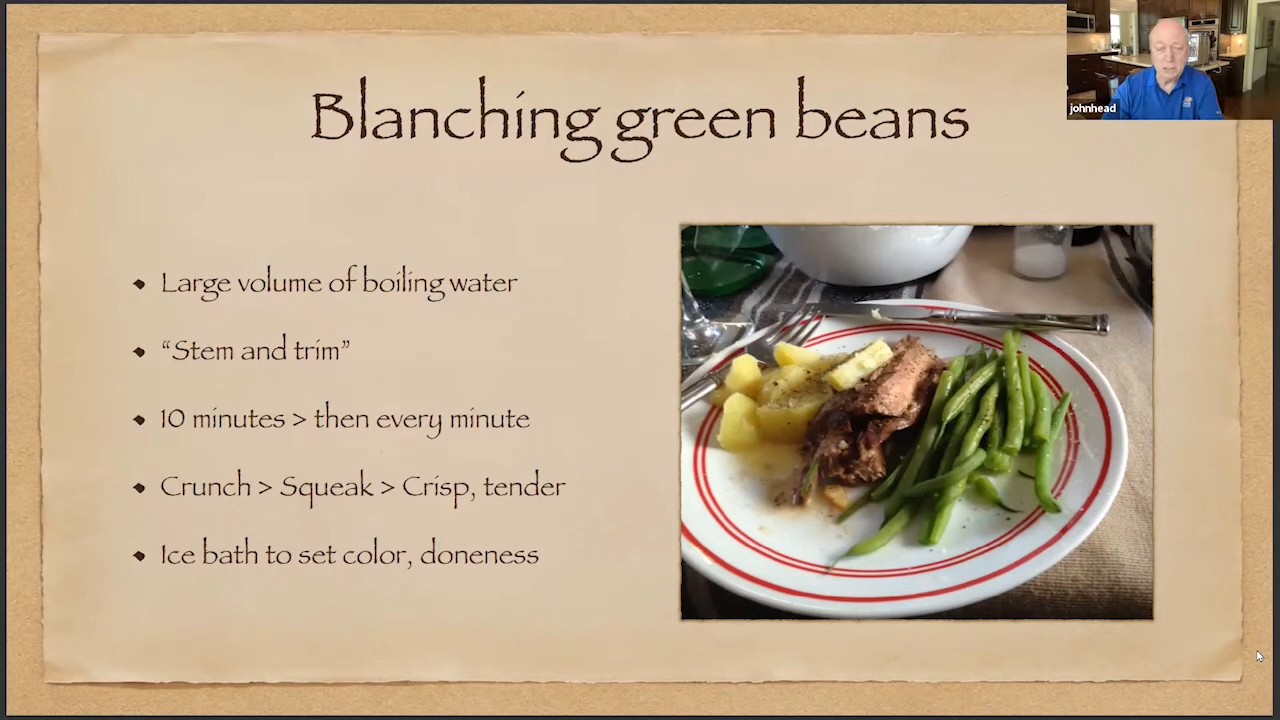 Blanching green beans
johnhead
Large volume of boiling water
“Stem and trim”
10 minutes > then every minute
Crunch > Squeak > Crisp, tender
Ice bath to set color, doneness